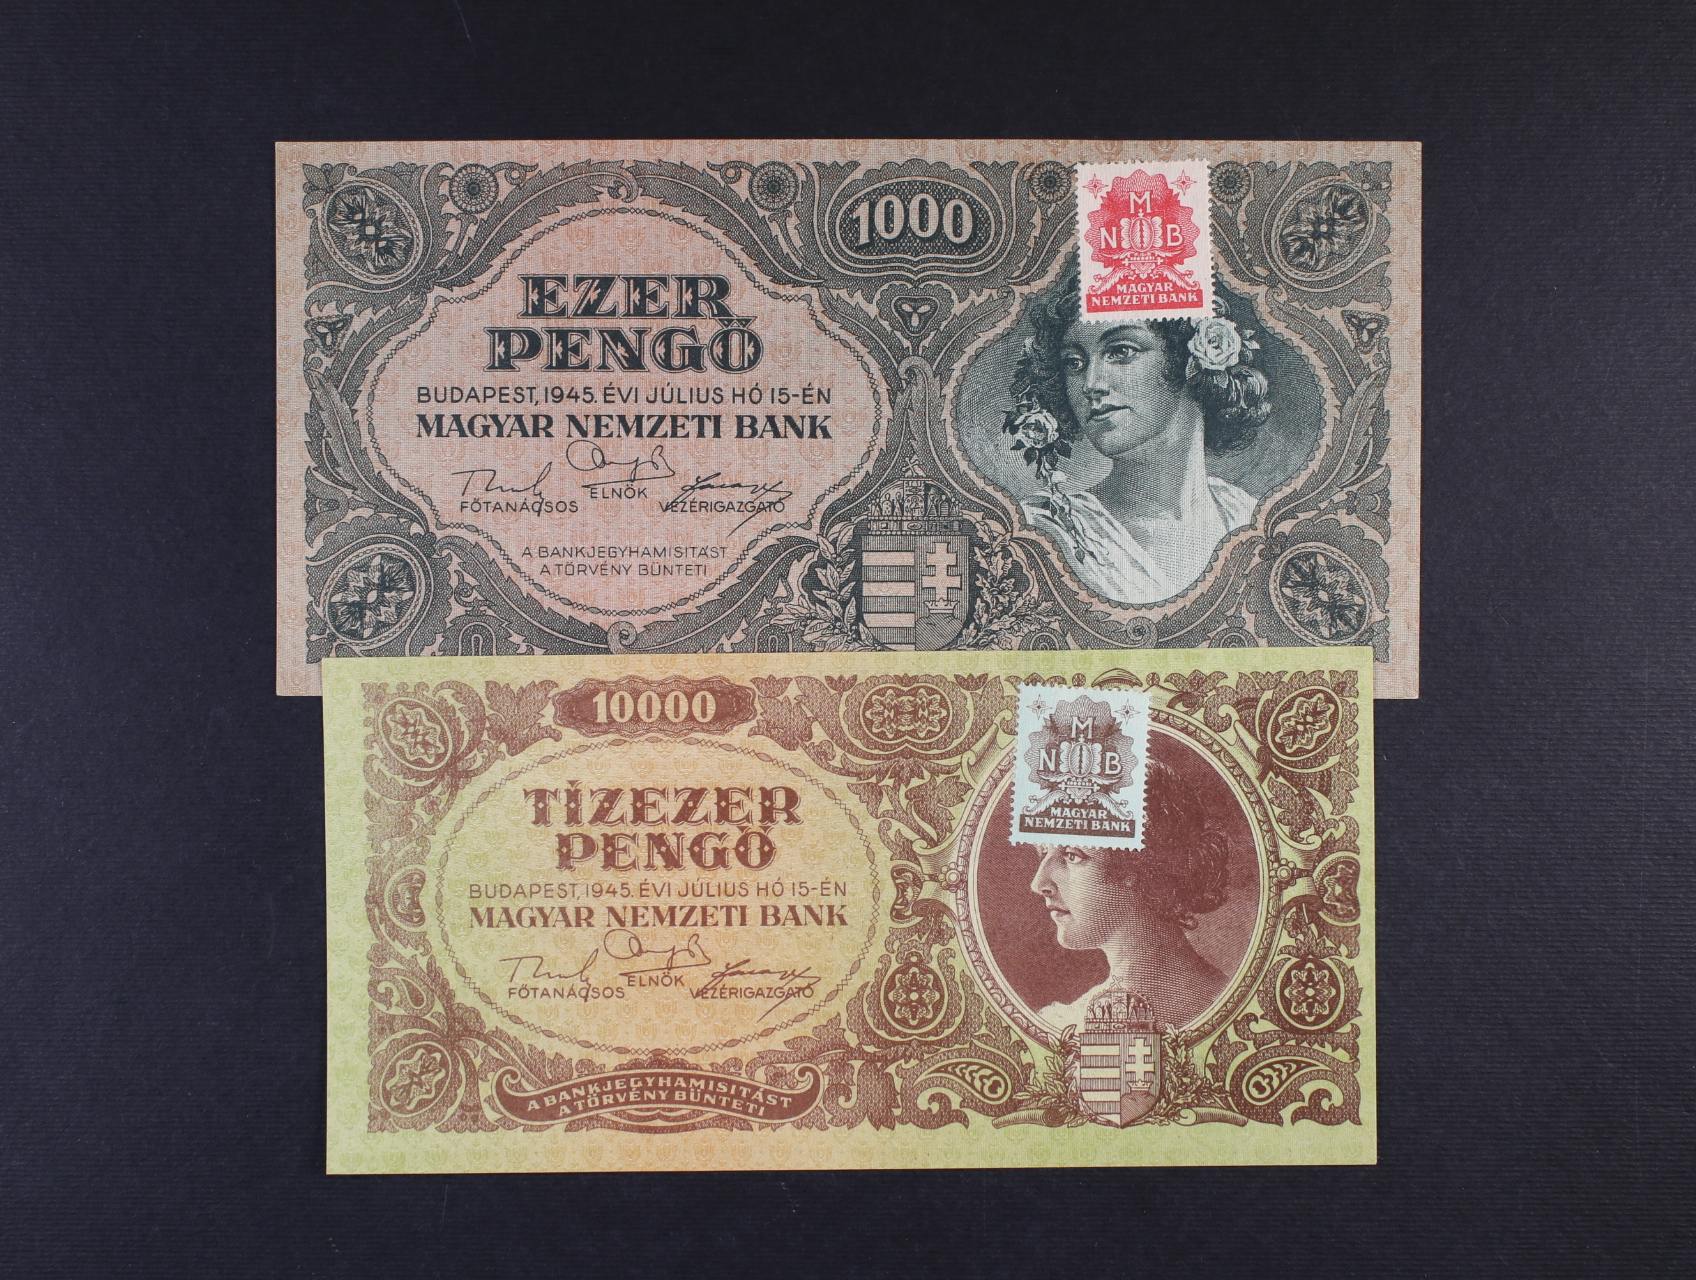 1000
EZER
PENGŐ
BUDAPEST, 1945. ÉVI JÚLIUS HÓ 15-ÉN
MAGYAR NEMZETI BANK
FŐTANÁCSOS
ELNÖK
VEZÉRIGAZGATÓ
A BANKJEGYHAMISITÁST
A TÖRVÉNY BÜNTETI
M
N B
MAGYAR
NEMZETI BANK
10000
TÍZEZER
PENGŐ
BUDAPEST, 1945. ÉVI JÚLIUS HÓ 15-ÉN
MAGYAR NEMZETI BANK
FŐTANÁCSOS
ELNÖK
VEZÉRIGAZGATÓ
A BANKJEGYHAMISITÁST
A TÖRVÉNY BÜNTETI
M
N B
MAGYAR
NEMZETI BANK